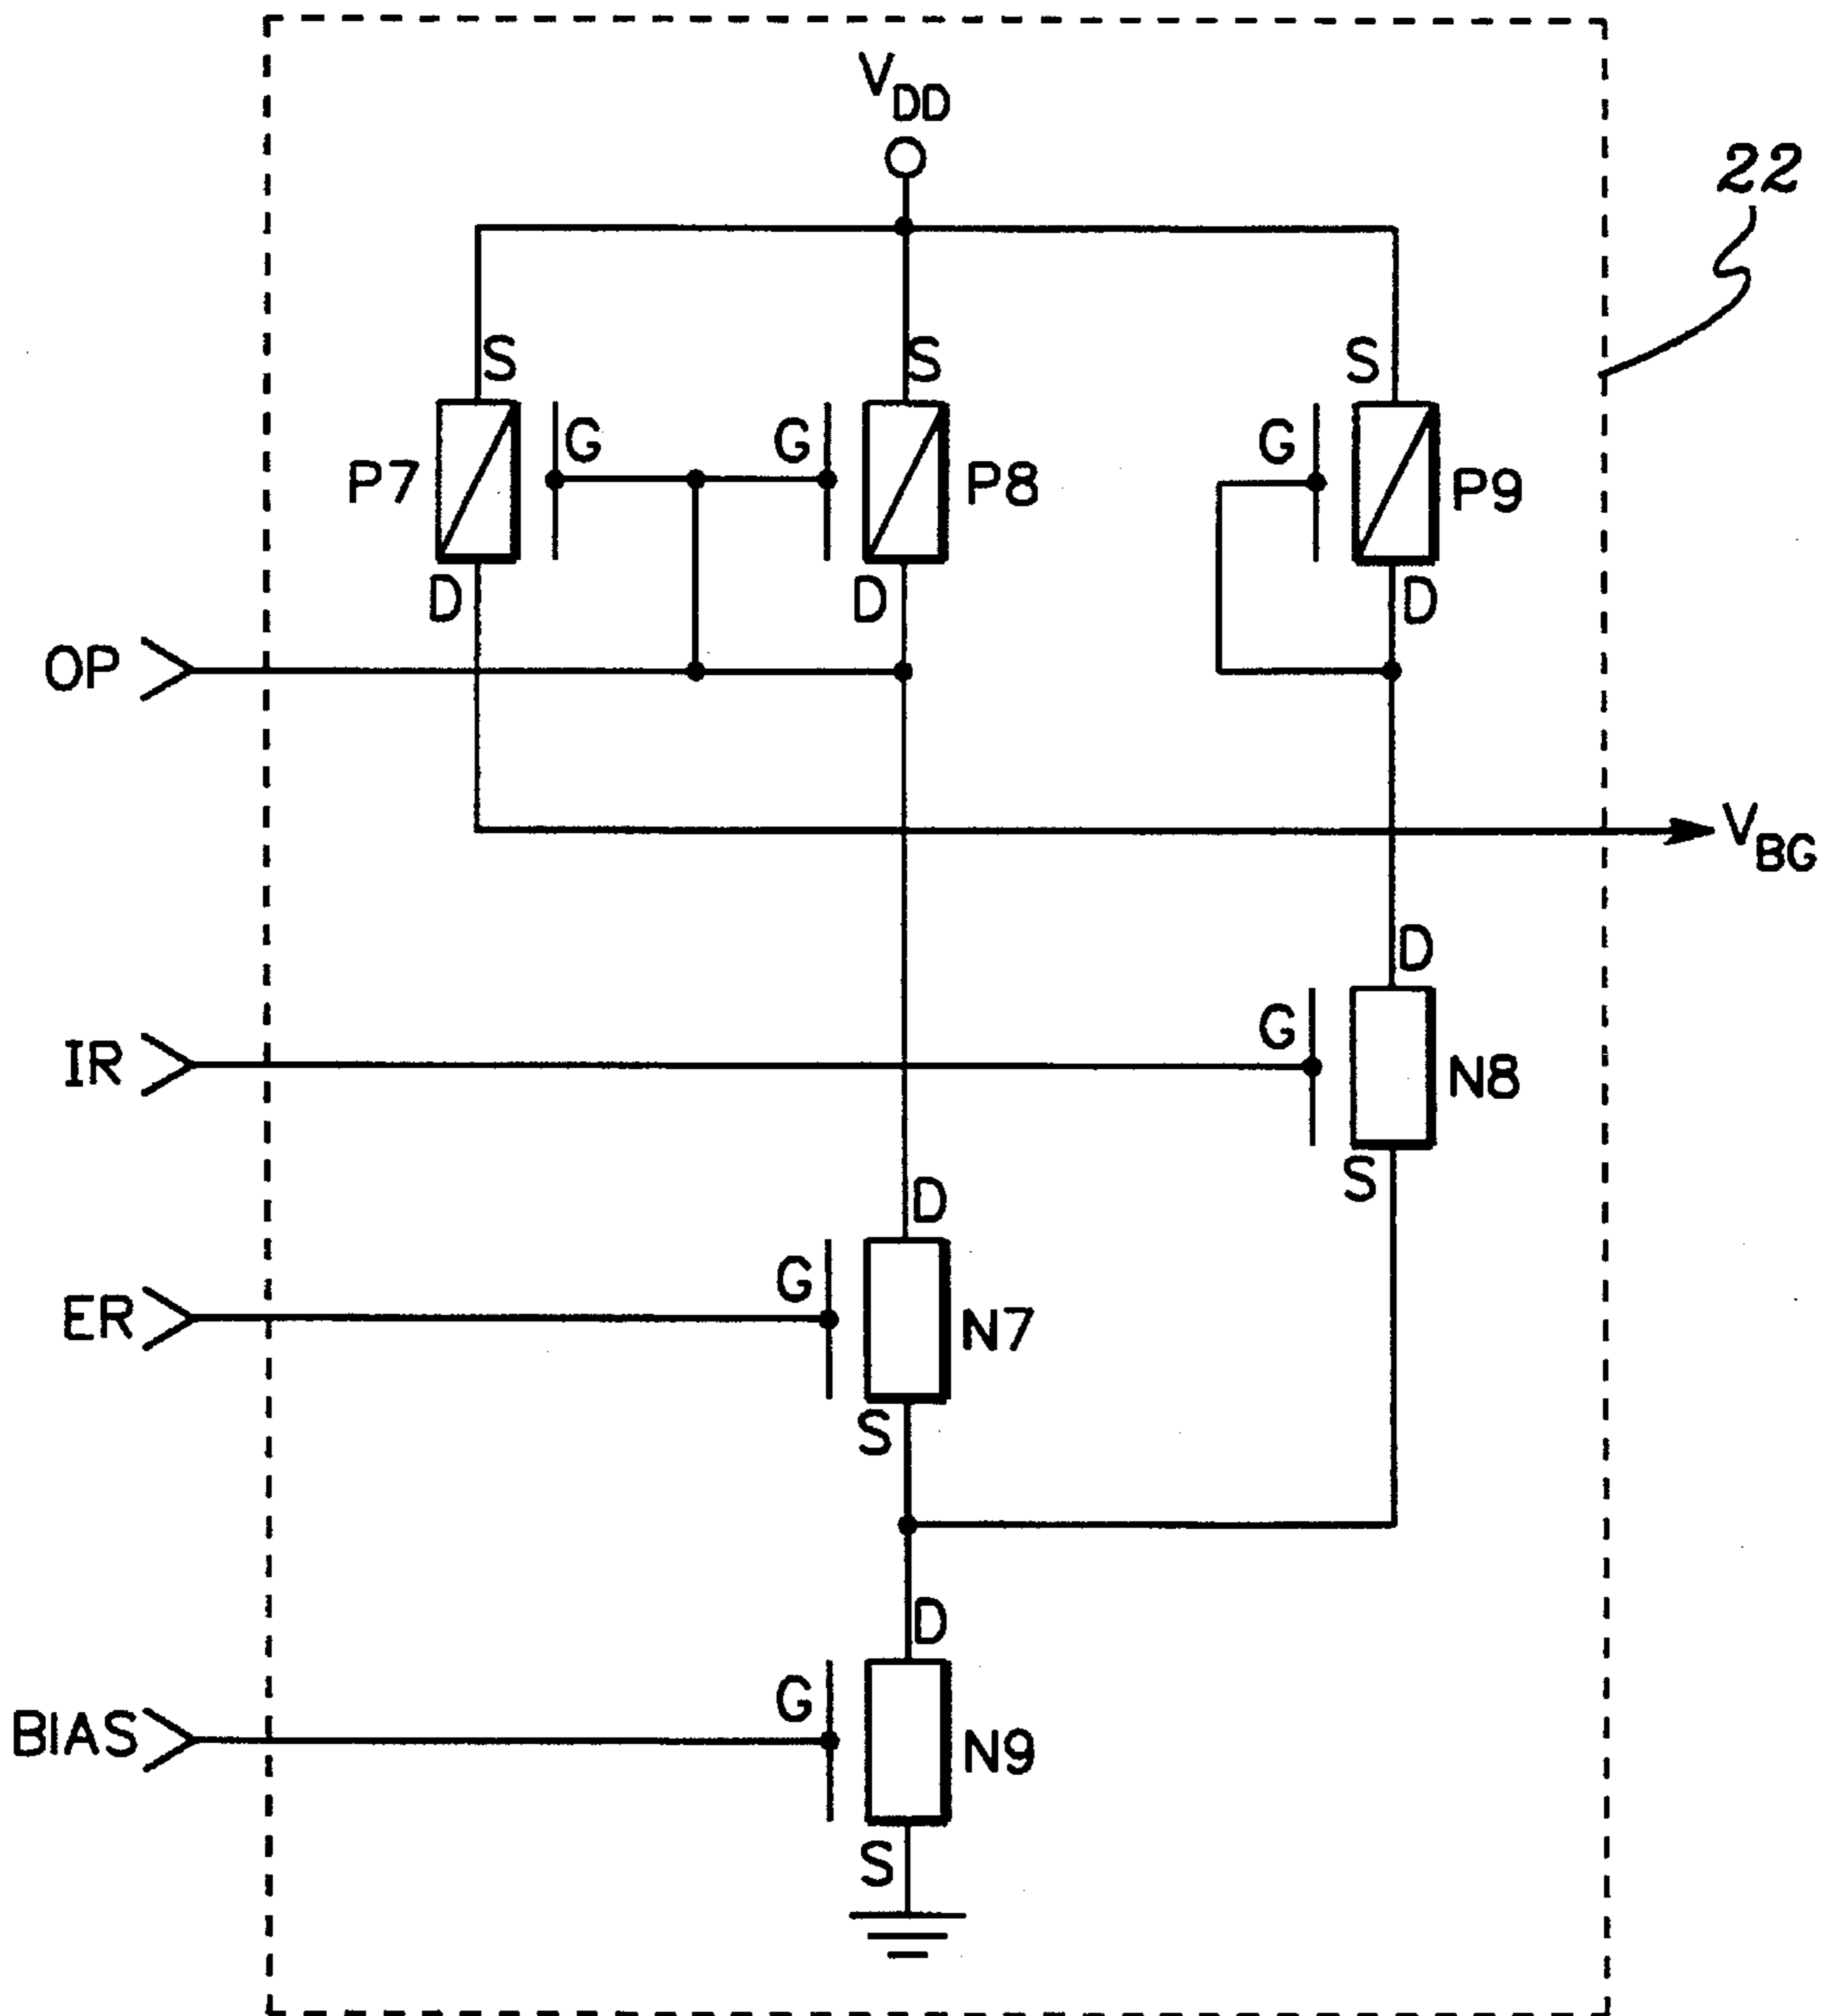 VDD
22
S S S
G G G
P7 P8 P9
D D D
OP
VBG
D
G
IR N8
S
D
G
ER N7
S
D
G
BIAS N9
S